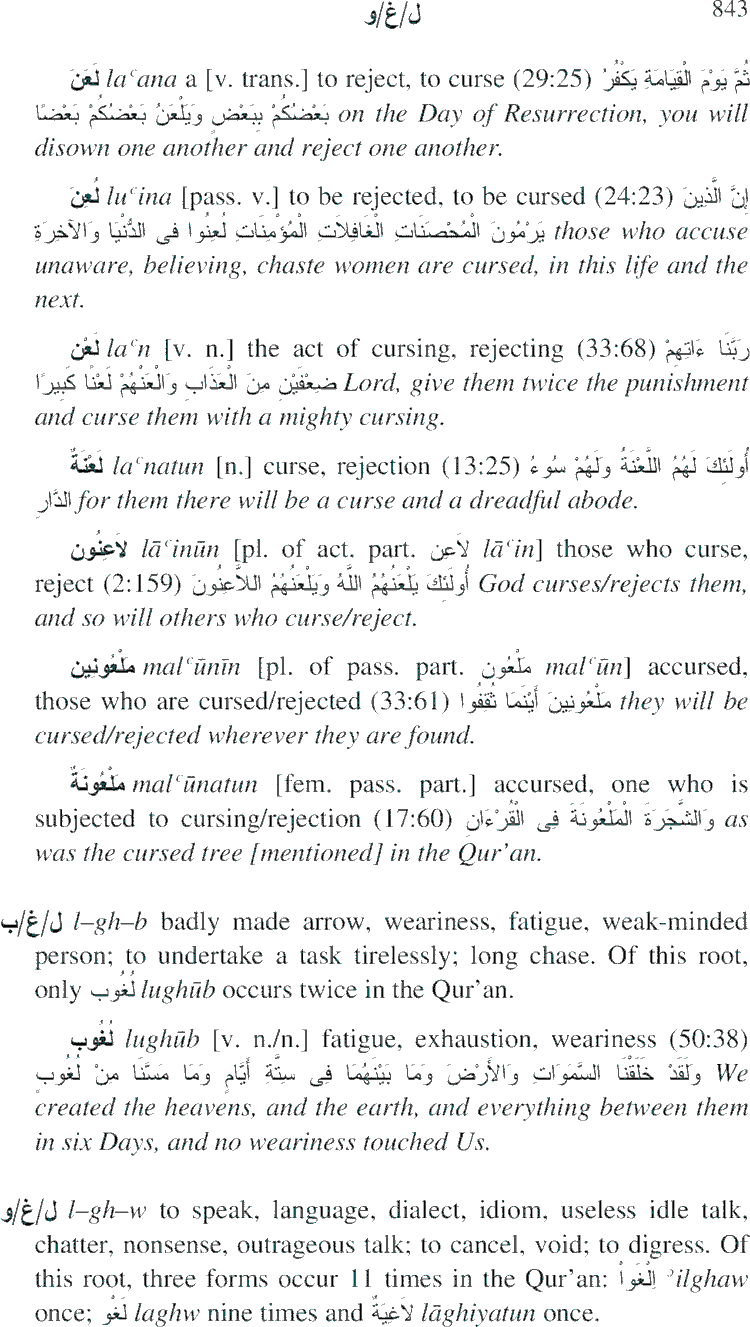 ل/غ/و 843
لَعَنَ laʿana a [v. trans.] to reject, to curse (29:25) ثُمَّ يَوْمَ الْقِيَامَةِ يَكْفُرُ
بَعْضُكُمْ بِبَعْضٍ وَيَلْعَنُ بَعْضُكُمْ بَعْضًا on the Day of Resurrection, you will
disown one another and reject one another.
لُعِنَ luʿina [pass. v.] to be rejected, to be cursed (24:23) إِنَّ الَّذِينَ
يَرْمُونَ الْمُحْصَنَاتِ الْغَافِلَاتِ الْمُؤْمِنَاتِ لُعِنُوا فِى الدُّنْيَا وَالآخِرَةِ those who accuse
unaware, believing, chaste women are cursed, in this life and the
next.
لَعْن laʿn [v. n.] the act of cursing, rejecting (33:68) رَبَّنَا ءَاتِهِمْ
ضِعْفَيْنِ مِنَ الْعَذَابِ وَالْعَنْهُمْ لَعْنًا كَبِيرًا Lord, give them twice the punishment
and curse them with a mighty cursing.
لَعْنَةٌ laʿnatun [n.] curse, rejection (13:25) أُولَئِكَ لَهُمُ اللَّعْنَةُ وَلَهُمْ سُوءُ
الدَّارِ for them there will be a curse and a dreadful abode.
لاَعِنُون lāʿinūn [pl. of act. part. لاَعِن lāʿin] those who curse,
reject (2:159) أُولَئِكَ يَلْعَنُهُمُ اللَّهُ وَيَلْعَنُهُمُ اللاَّعِنُونَ God curses/rejects them,
and so will others who curse/reject.
مَلْعُونِين malʿūnīn [pl. of pass. part. مَلْعُون malʿūn] accursed,
those who are cursed/rejected (33:61) مَلْعُونِينَ أَيْنَمَا ثُقِفُوا they will be
cursed/rejected wherever they are found.
مَلْعُونَةٌ malʿūnatun [fem. pass. part.] accursed, one who is
subjected to cursing/rejection (17:60) وَالشَّجَرَةَ الْمَلْعُونَةَ فِى الْقُرْءَانِ as
was the cursed tree [mentioned] in the Qur'an.
ل/غ/ب l–gh–b badly made arrow, weariness, fatigue, weak-minded
person; to undertake a task tirelessly; long chase. Of this root,
only لُغُوب lughūb occurs twice in the Qur'an.
لُغُوب lughūb [v. n./n.] fatigue, exhaustion, weariness (50:38)
وَلَقَدْ خَلَقْنَا السَّمَوَاتِ وَالأَرْضَ وَمَا بَيْنَهُمَا فِى سِتَّةِ أَيَّامٍ وَمَا مَسَّنَا مِنْ لُغُوبٍ We
created the heavens, and the earth, and everything between them
in six Days, and no weariness touched Us.
ل/غ/و l–gh–w to speak, language, dialect, idiom, useless idle talk,
chatter, nonsense, outrageous talk; to cancel, void; to digress. Of
this root, three forms occur 11 times in the Qur'an: اِلْغَواْ ʾilghaw
once; لَغْو laghw nine times and لاَغِيَةٌ lāghiyatun once.